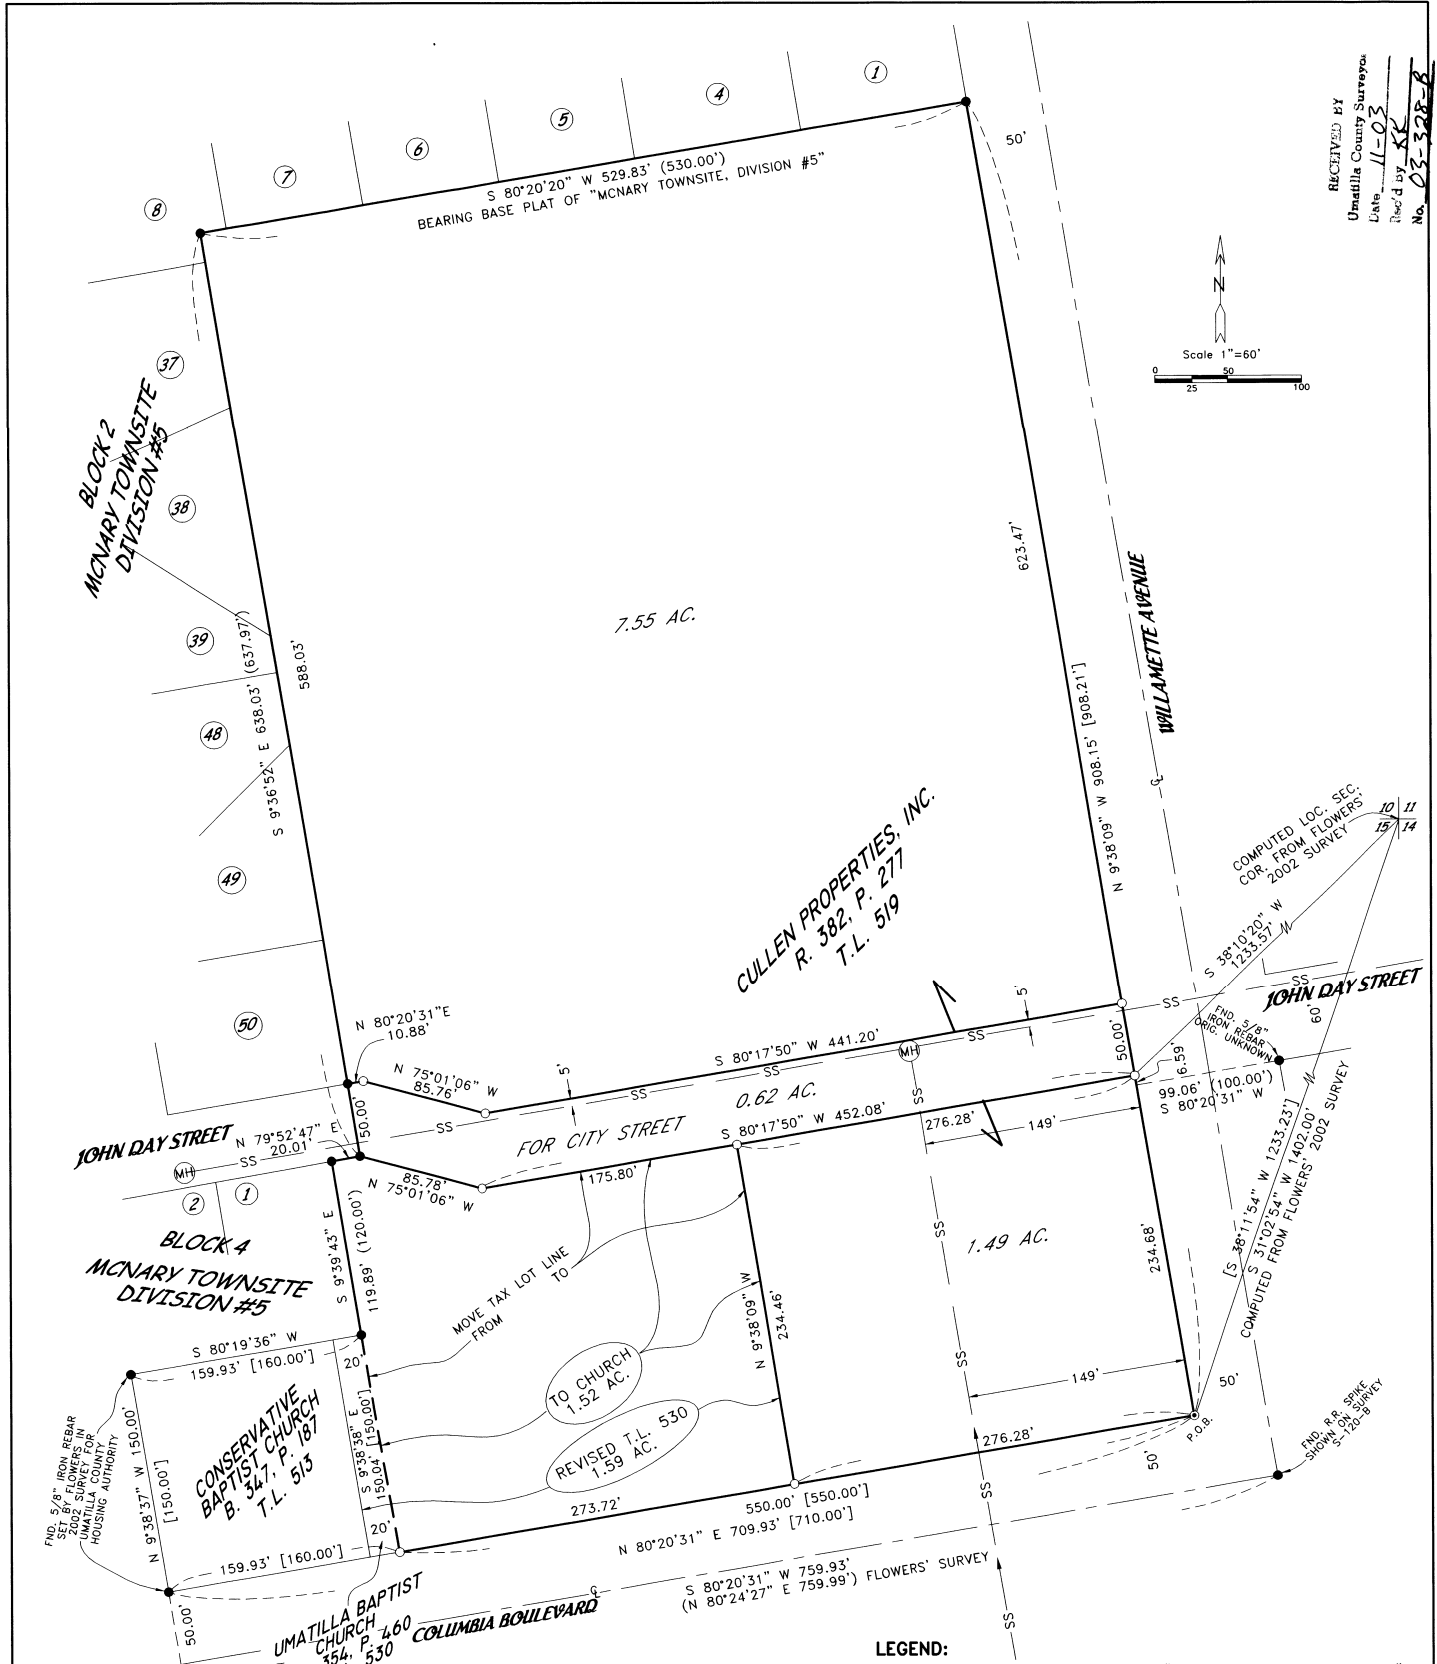 RECEIVED BY
Umatilla County Surveyor
Date 11-03
Rec'd by KK
No. 03-328-B
1
4
5
6
7
8
50'
S 80°20'20" W 529.83' (530.00')
BEARING BASE PLAT OF "MCNARY TOWNSITE, DIVISION #5"
N
Scale 1"=60'
0 50
25 100
37
BLOCK 2
MCNARY TOWNSITE
DIVISION #5
38
39
48
49
50
S 9°36'52" E 638.03' (637.97')
588.03'
7.55 AC.
623.47'
N 9°38'09" W 908.15' [908.21']
WILLAMETTE AVENUE
CULLEN PROPERTIES, INC.
R. 382, P. 277
T.L. 519
COMPUTED LOC. SEC.
COR. FROM FLOWERS'
2002 SURVEY
10 11
15 14
S 38°10'20" W
1233.57'
SS
JOHN DAY STREET
60'
FND. 5/8"
IRON REBAR
ORIG. UNKNOWN
N 80°20'31"E
10.88'
N 75°01'06" W
85.76'
5'
S 80°17'50" W 441.20'
SS
SS
MH
SS
5'
SS
50.00'
6.59'
99.06' (100.00')
S 80°20'31" W
JOHN DAY STREET
N 79°52'47" E
20.01'
50.00'
SS
MH
SS
FOR CITY STREET
0.62 AC.
S 80°17'50" W 452.08'
276.28'
149'
85.78'
N 75°01'06" W
175.80'
2
1
BLOCK 4
MCNARY TOWNSITE
DIVISION #5
S 9°39'43" E
119.89' (120.00')
MOVE TAX LOT LINE
TO
FROM
N 9°38'09" W
234.46'
SS
1.49 AC.
234.68'
[S 38°11'54" W 1233.23']
S 31°02'54" W 1402.00'
COMPUTED FROM FLOWERS' 2002 SURVEY
S 80°19'36" W
159.93' [160.00']
20'
TO CHURCH
1.52 AC.
REVISED T.L. 530
1.59 AC.
SS
149'
50'
P.O.B.
FND. R.R. SPIKE
SHOWN ON SURVEY
S-120-B
FND. 5/8" IRON REBAR
SET BY FLOWERS IN
2002 SURVEY FOR
UMATILLA COUNTY
HOUSING AUTHORITY
N 9°38'37" W 150.00'
[150.00']
CONSERVATIVE
BAPTIST CHURCH
B. 347, P. 187
T.L. 513
S 9°38'38" E
150.04' [150.00']
20'
159.93' [160.00']
273.72'
276.28'
550.00' [550.00']
N 80°20'31" E 709.93' [710.00']
50'
SS
S 80°20'31" W 759.93'
(N 80°24'27" E 759.99') FLOWERS' SURVEY
50.00'
UMATILLA BAPTIST
CHURCH
354, P. 460
530
COLUMBIA BOULEVARD
SS
LEGEND: